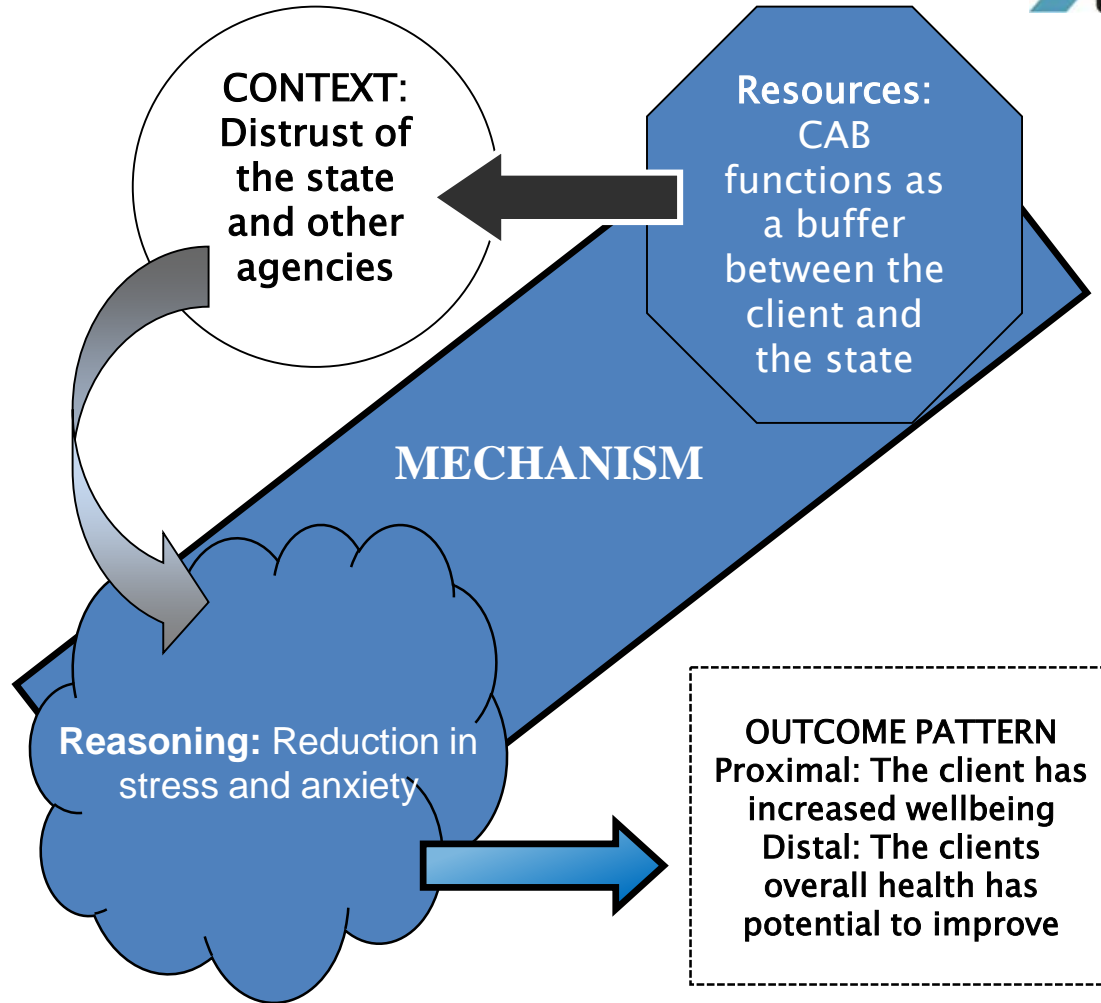 CONTEXT:
Distrust of
the state
and other
agencies
Resources:
CAB
functions as
a buffer
between the
client and
the state
MECHANISM
Reasoning: Reduction in
stress and anxiety
OUTCOME PATTERN
Proximal: The client has
increased wellbeing
Distal: The clients
overall health has
potential to improve